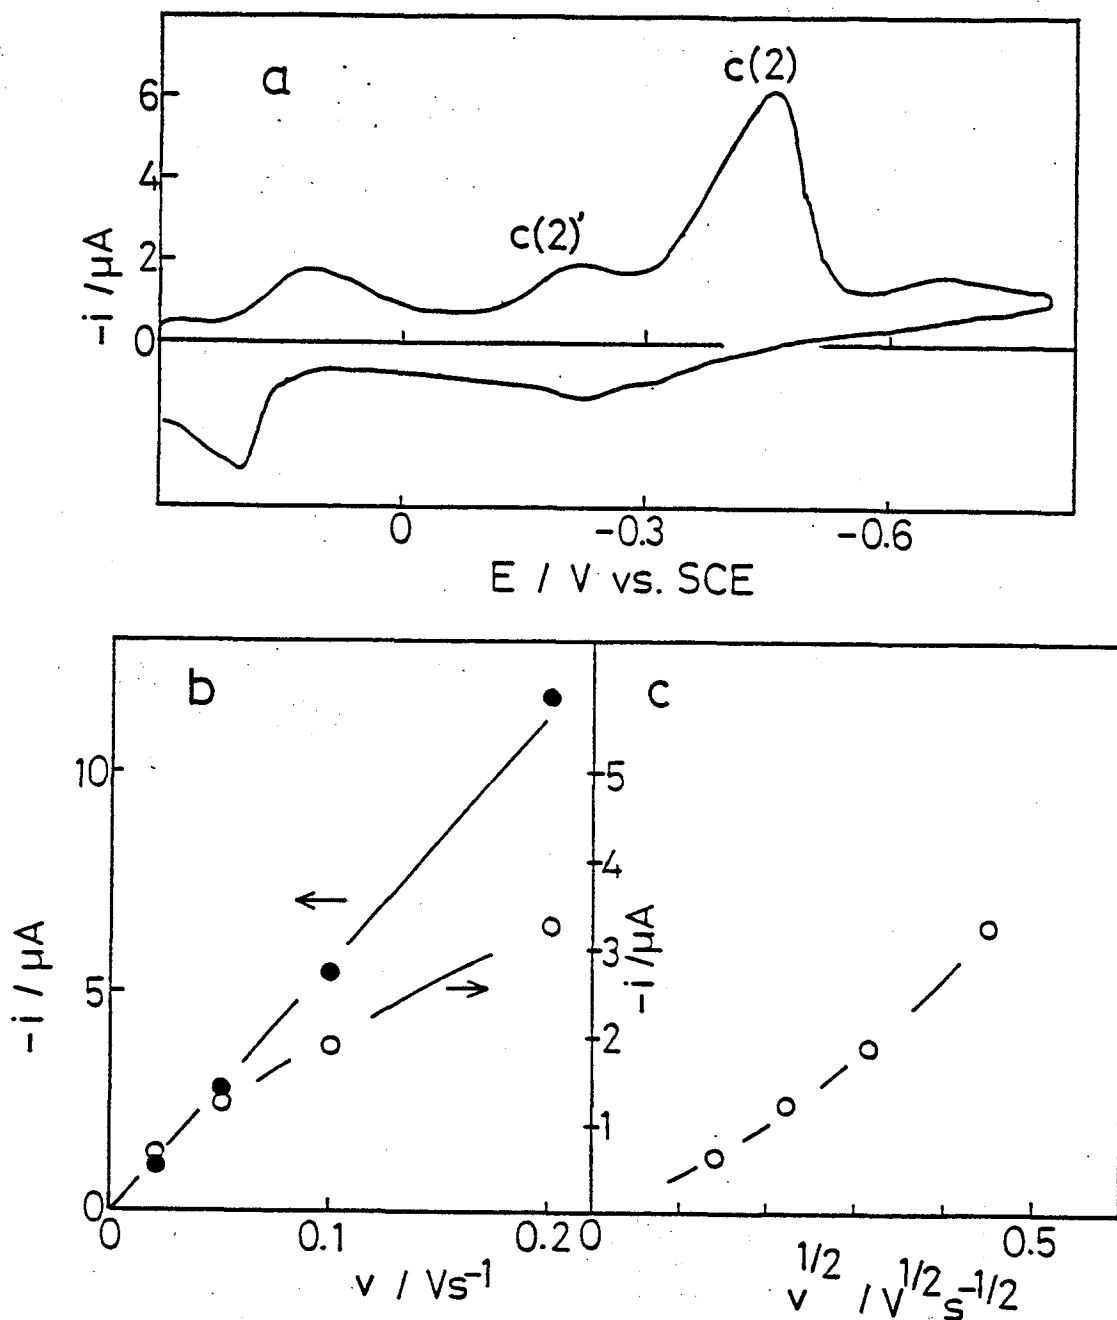 a
c(2)
c(2)'
6
4
2
0
-i /μA
0
-0.3
-0.6
E / V vs. SCE
b
c
10
5
0
-i / μA
5
4
3
2
1
-i /μA
0
0.1
0.2
0
0.5
v / Vs⁻¹
v^1/2 / V^1/2 s^-1/2